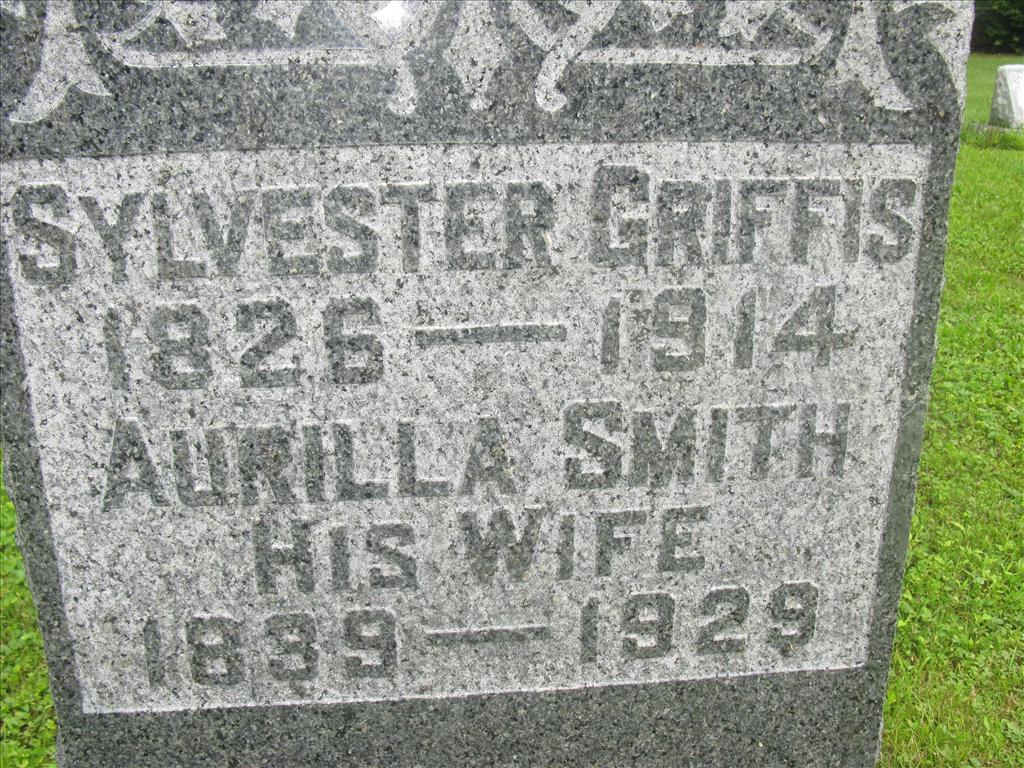 SYLVESTER GRIFFIS
1826 — 1914
AURILLA SMITH
HIS WIFE
1839 — 1929